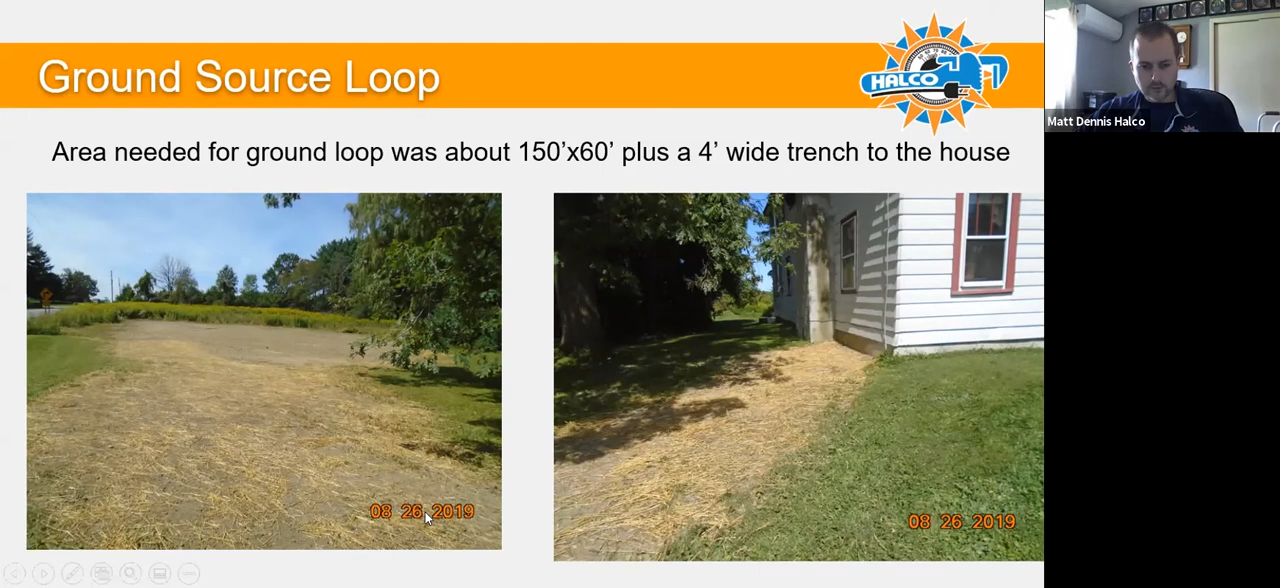 Ground Source Loop
HALCO
Matt Dennis Halco
Area needed for ground loop was about 150’x60’ plus a 4’ wide trench to the house
08 26 2019
08 26 2019